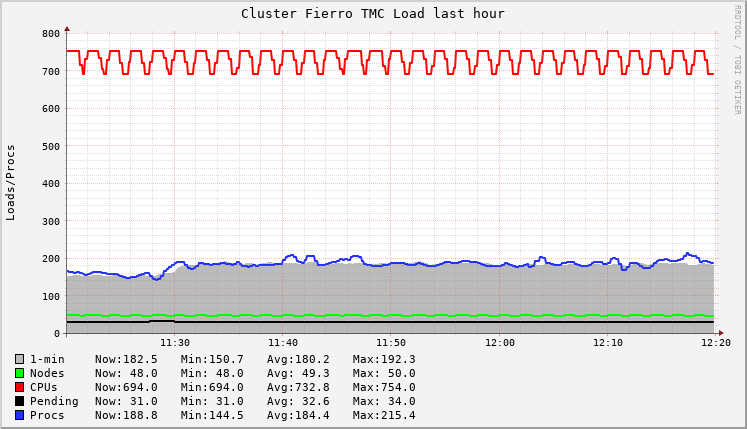 Cluster Fierro TMC Load last hour
RRDTOOL / TOBI OETIKER
Loads/Procs
800
700
600
500
400
300
200
100
0
11:30 11:40 11:50 12:00 12:10 12:20
1-min Now:182.5 Min:150.7 Avg:180.2 Max:192.3
Nodes Now: 48.0 Min: 48.0 Avg: 49.3 Max: 50.0
CPUs Now:694.0 Min:694.0 Avg:732.8 Max:754.0
Pending Now: 31.0 Min: 31.0 Avg: 32.6 Max: 34.0
Procs Now:188.8 Min:144.5 Avg:184.4 Max:215.4